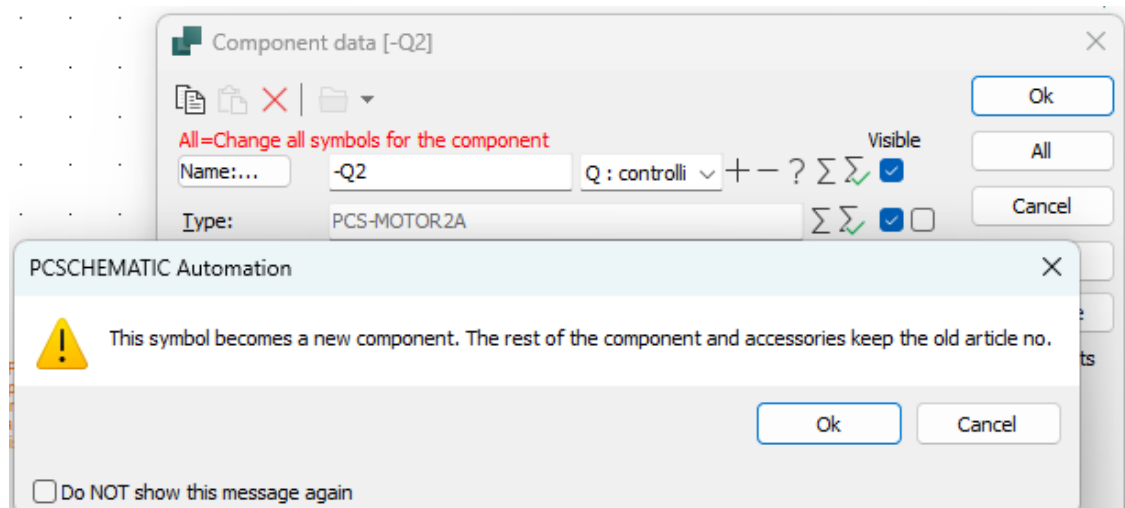 Component data [-Q2]
Ok
All=Change all symbols for the component
Visible
All
Name:...
-Q2
Q : controlli
Cancel
Type:
PCS-MOTOR2A
PCSCHEMATIC Automation
This symbol becomes a new component. The rest of the component and accessories keep the old article no.
ts
Ok
Cancel
Do NOT show this message again